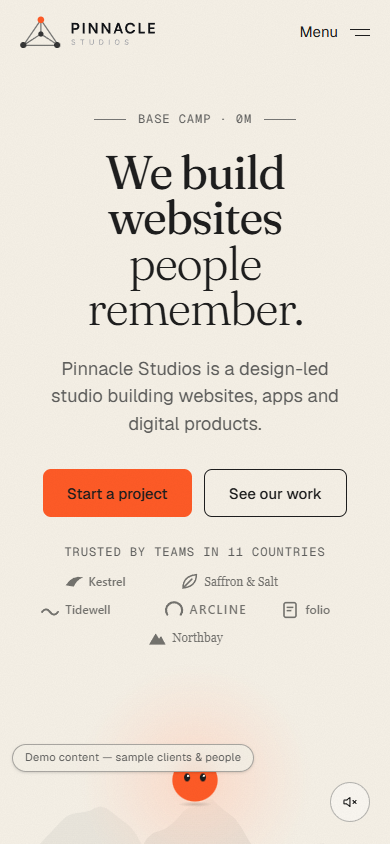 PINNACLE
STUDIOS
Menu
BASE CAMP · 0M
We build
websites
people
remember.
Pinnacle Studios is a design-led
studio building websites, apps and
digital products.
Start a project
See our work
TRUSTED BY TEAMS IN 11 COUNTRIES
Kestrel
Saffron & Salt
Tidewell
ARCLINE
folio
Northbay
Demo content — sample clients & people